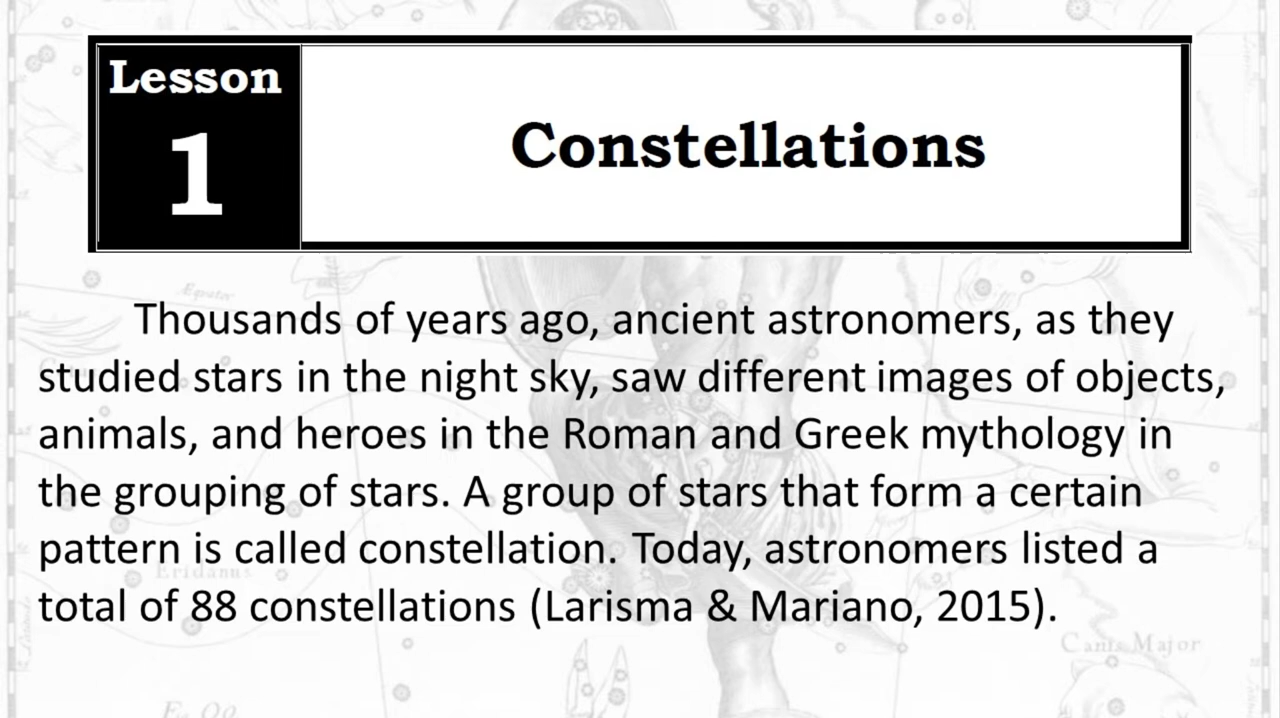 Lesson
1
Constellations
Equator
Thousands of years ago, ancient astronomers, as they
studied stars in the night sky, saw different images of objects,
animals, and heroes in the Roman and Greek mythology in
the grouping of stars. A group of stars that form a certain
pattern is called constellation. Today, astronomers listed a
Eridanus
total of 88 constellations (Larisma & Mariano, 2015).
Canis Major